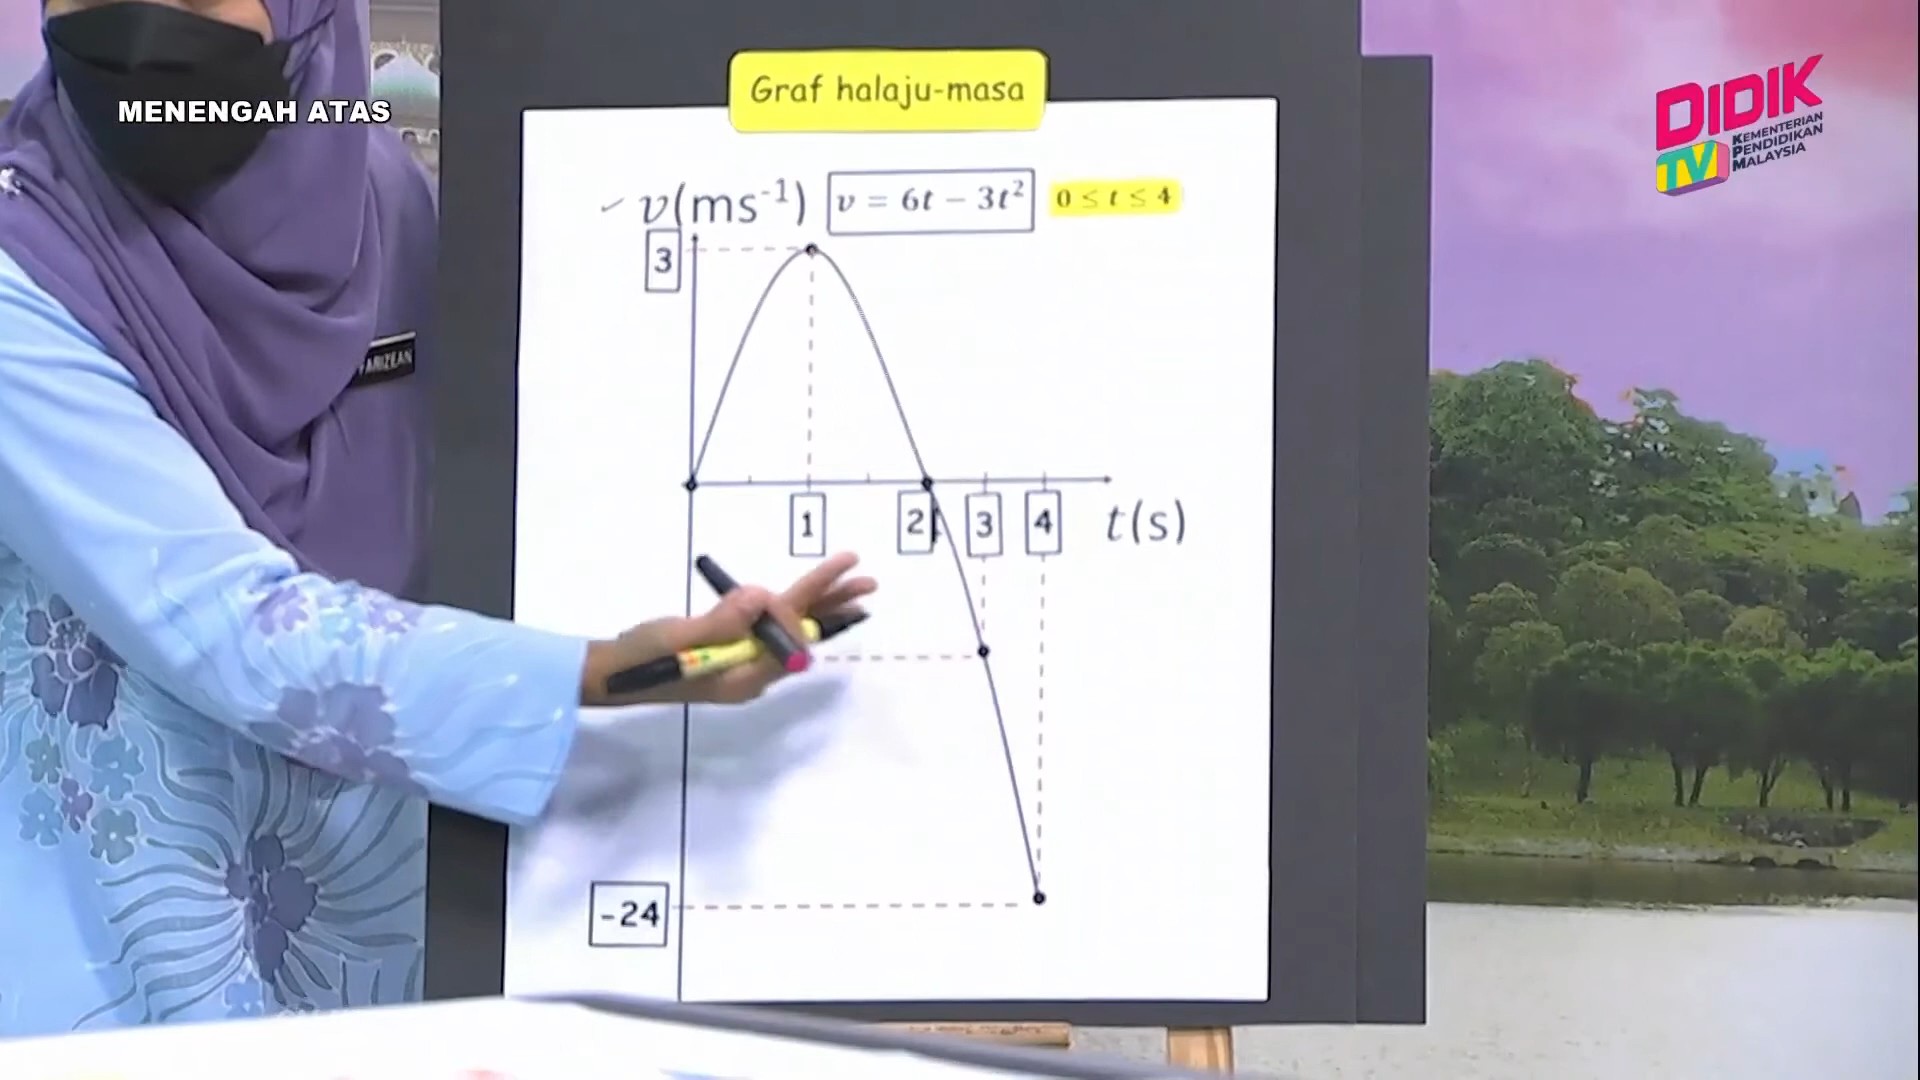 MENENGAH ATAS
Graf halaju-masa
DIDIK
TV
KEMENTERIAN
PENDIDIKAN
MALAYSIA
v(ms⁻¹)
v = 6t − 3t²
0 ≤ t ≤ 4
3
ARIZEAN
1
2
3
4
t(s)
-24